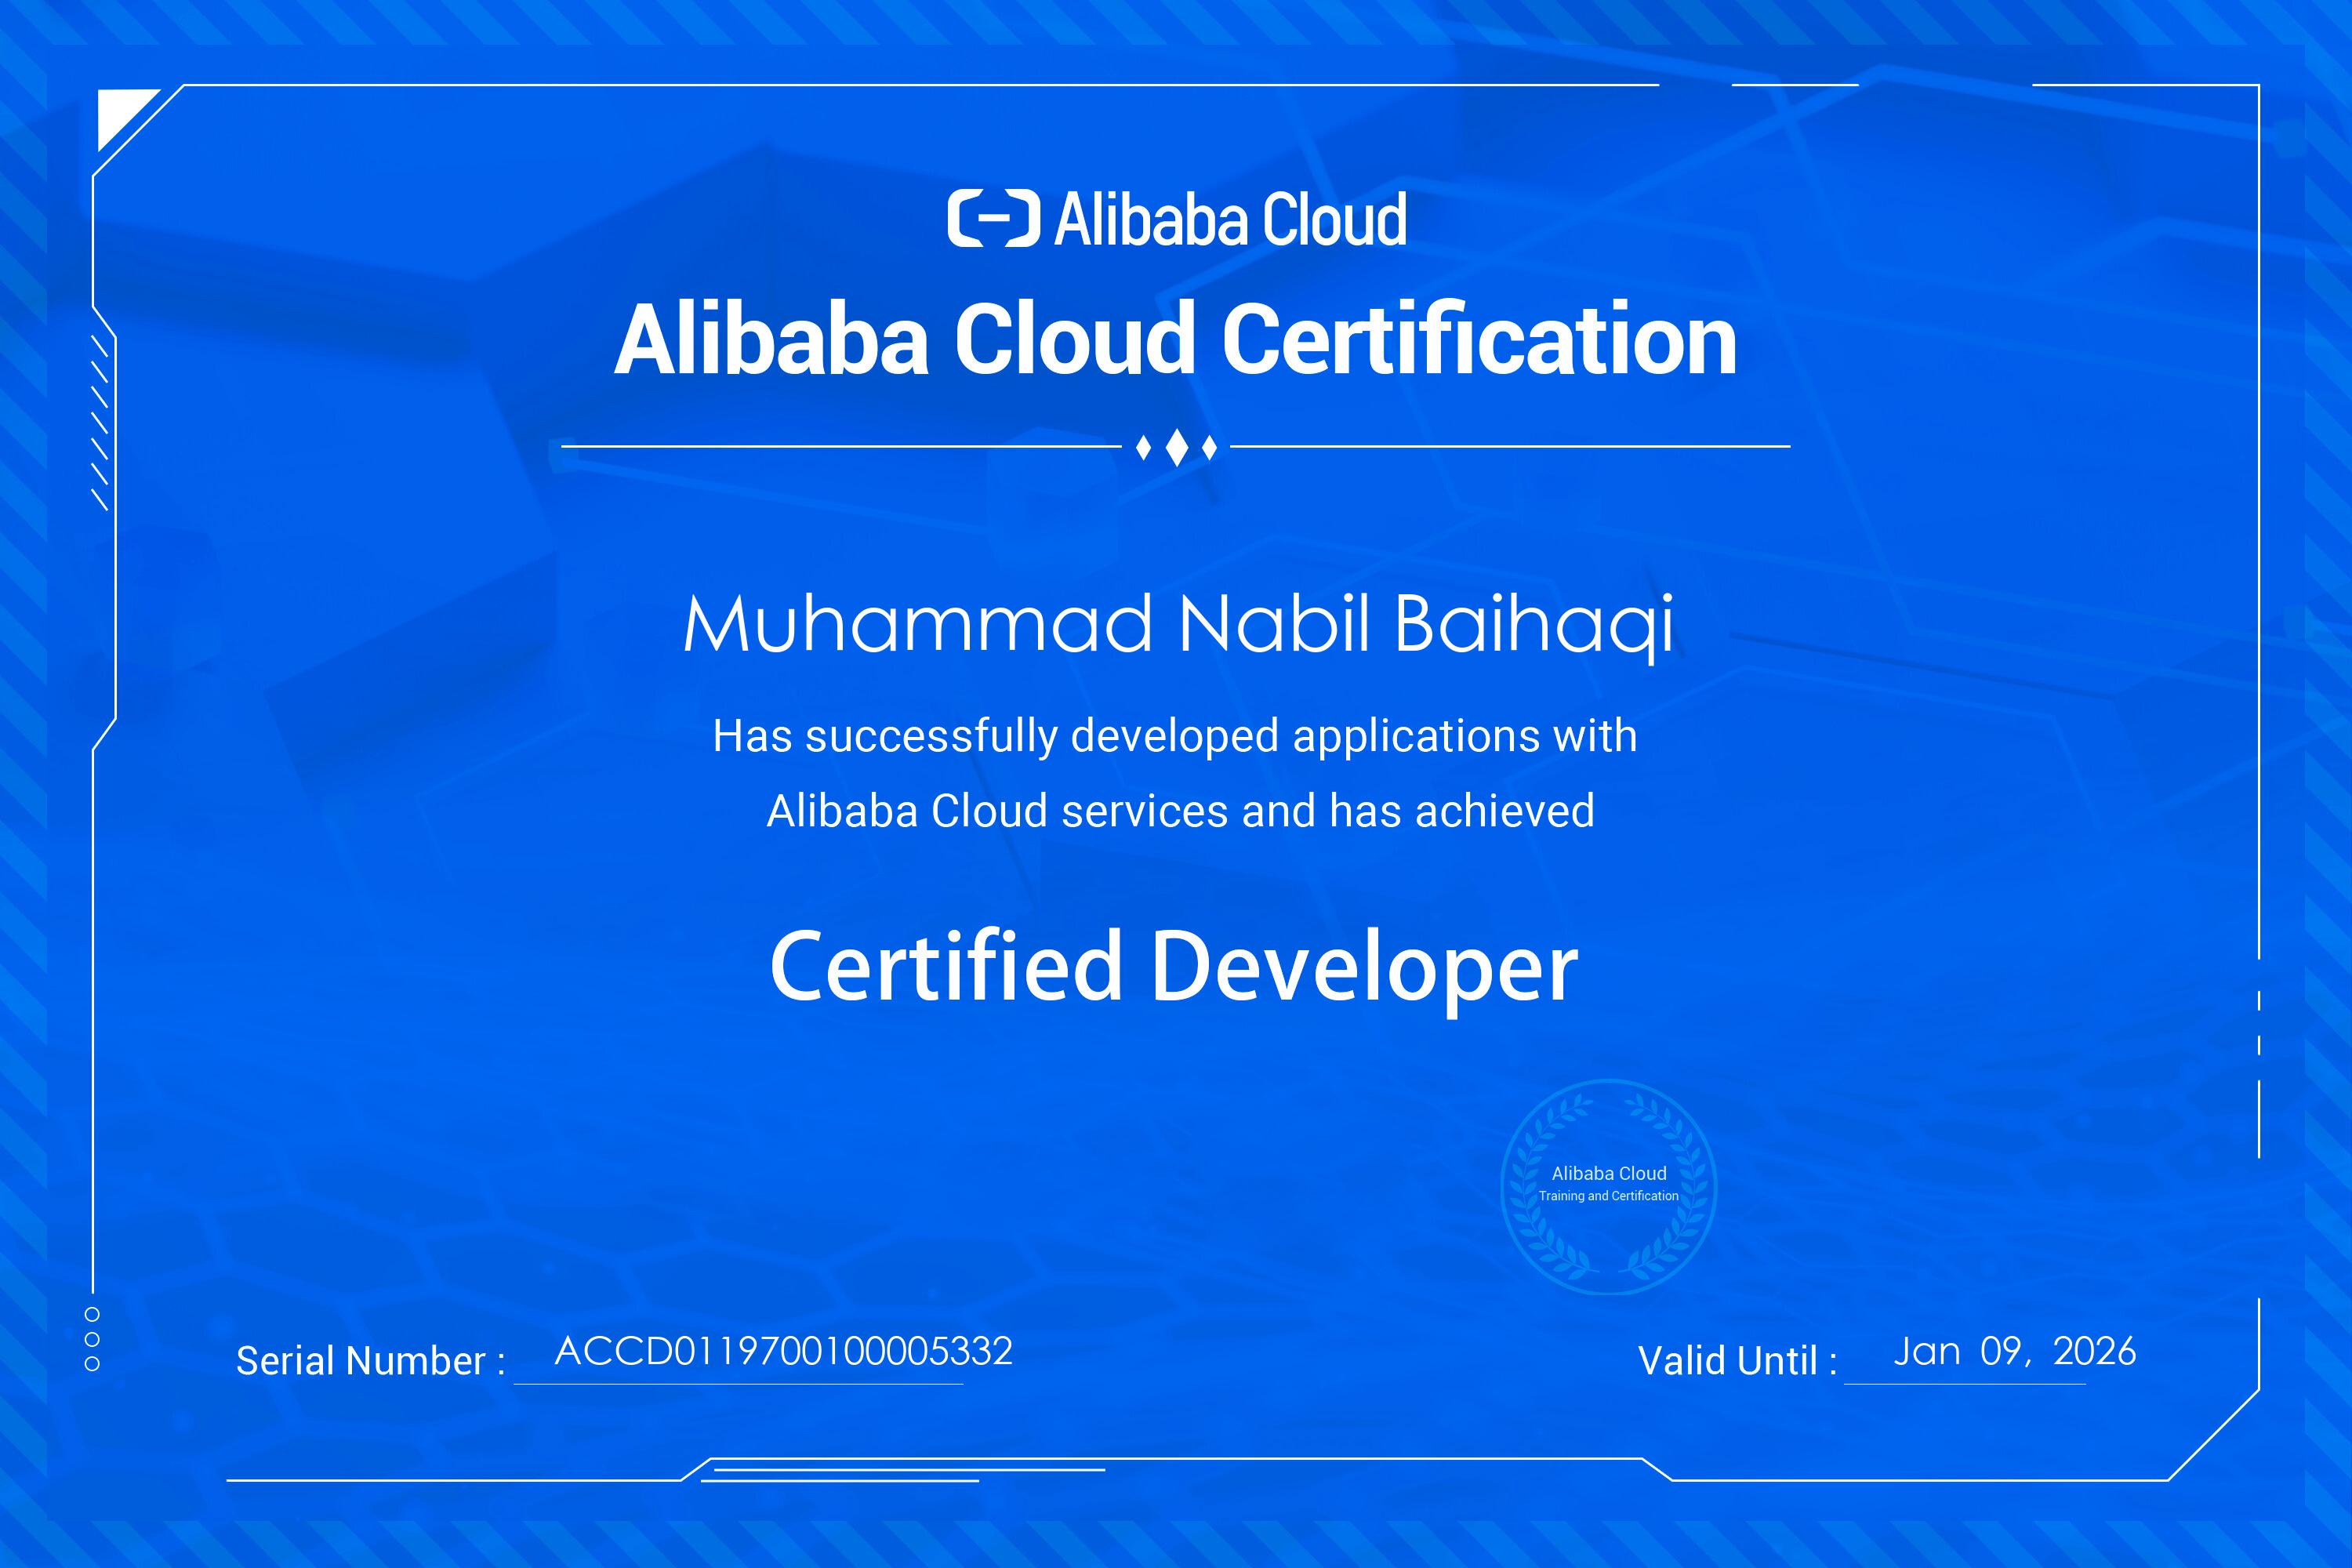 Alibaba Cloud
Alibaba Cloud Certification
Muhammad Nabil Baihaqi
Has successfully developed applications with
Alibaba Cloud services and has achieved
Certified Developer
Alibaba Cloud
Training and Certification
Serial Number : ACCD0119700100005332
Valid Until : Jan 09, 2026